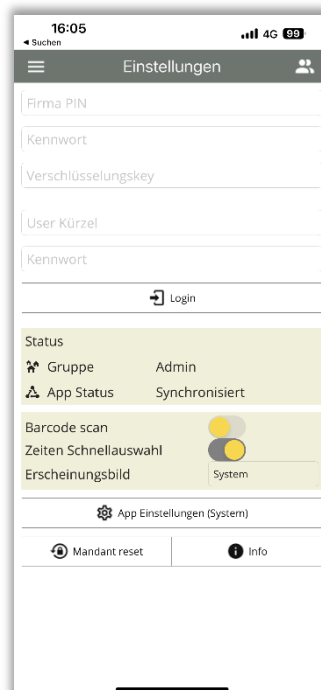 16:05
4G 99
◄ Suchen
Einstellungen
Firma PIN
Kennwort
Verschlüsselungskey
User Kürzel
Kennwort
Login
Status
Gruppe Admin
App Status Synchronisiert
Barcode scan
Zeiten Schnellauswahl
Erscheinungsbild System
App Einstellungen (System)
Mandant reset Info